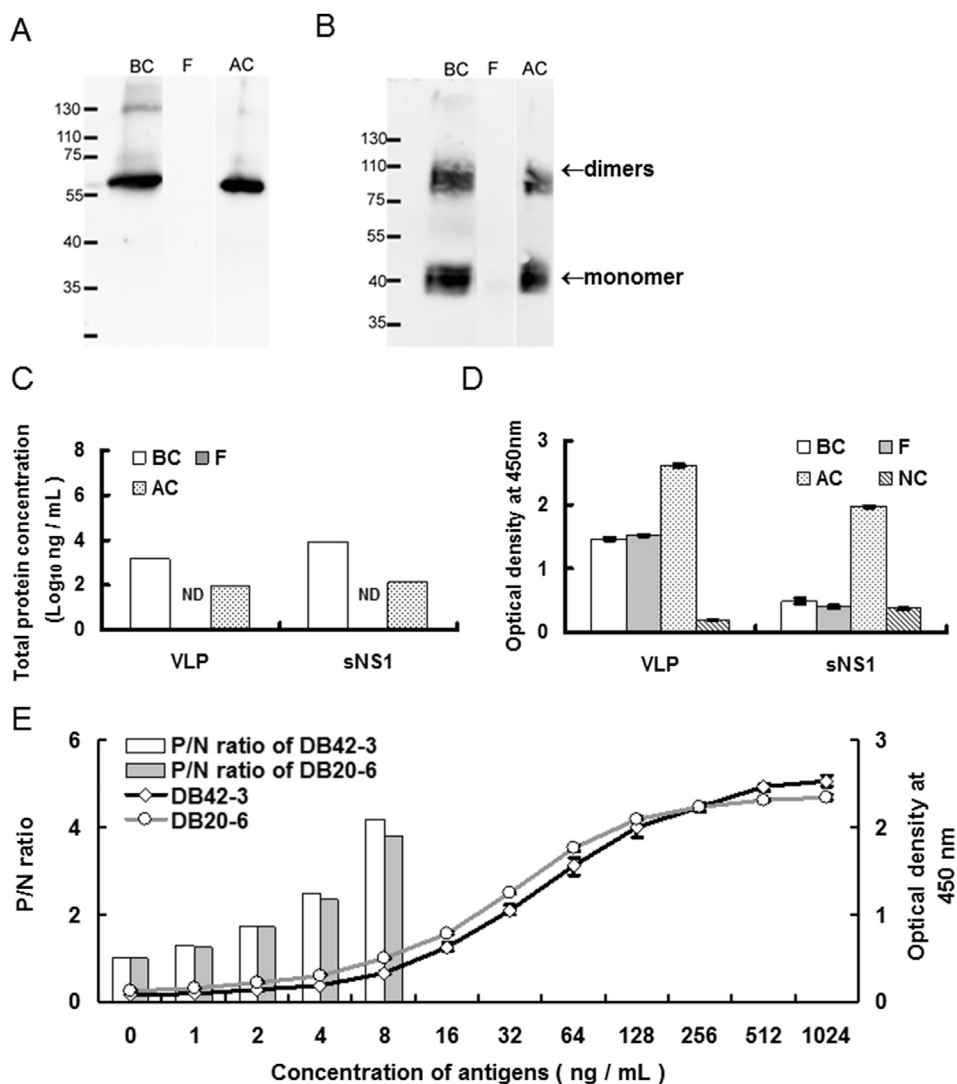 A
BC F AC
130
110
75
55
40
35
B
BC F AC
130
110
75
55
40
35
←dimers
←monomer
C
Total protein concentration
(Log10 ng / mL)
8
6
4
2
0
BC F
AC
ND
ND
VLP sNS1
D
Optical density at 450nm
3
2
1
0
BC F
AC NC
VLP sNS1
E
P/N ratio
6
4
2
0
P/N ratio of DB42-3
P/N ratio of DB20-6
DB42-3
DB20-6
3
2
1
0
Optical density at
450 nm
0 1 2 4 8 16 32 64 128 256 512 1024
Concentration of antigens ( ng / mL )